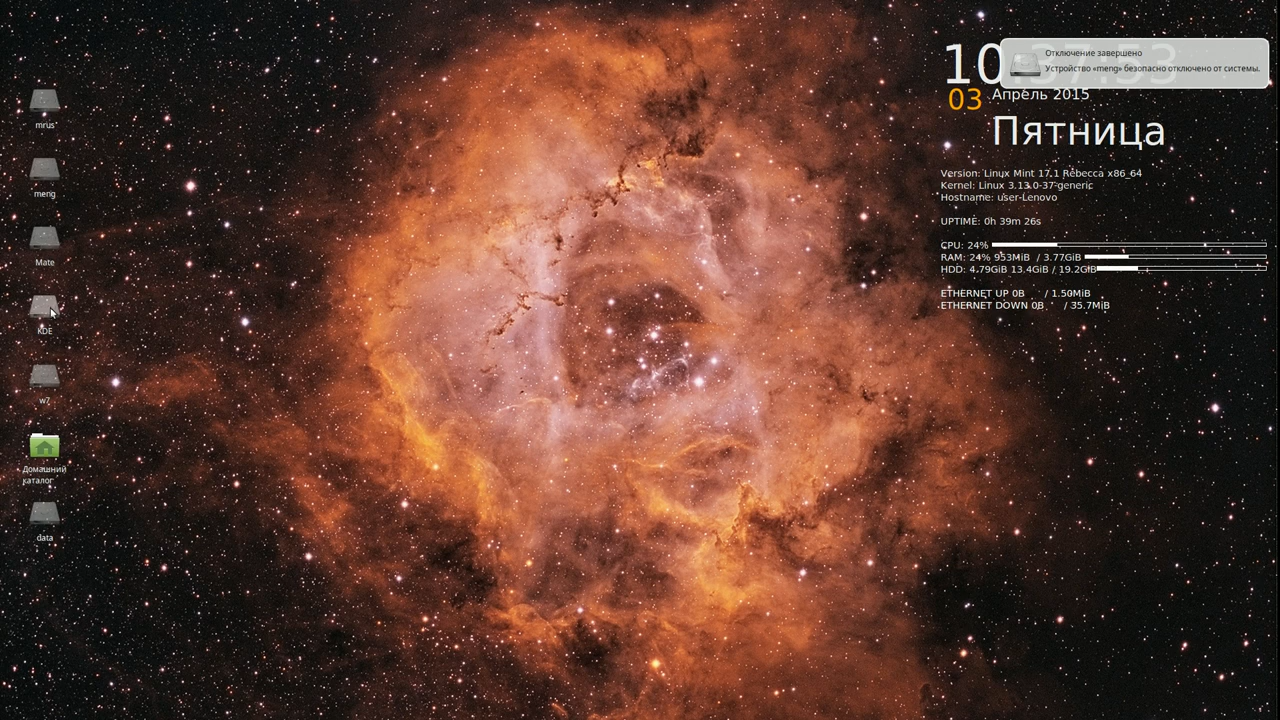 10:37:53
Отключение завершено
Устройство «meng» безопасно отключено от системы.
03
Апрель 2015
Пятница
Version: Linux Mint 17.1 Rebecca x86_64
Kernel: Linux 3.13.0-37-generic
Hostname: user-Lenovo
UPTIME: 0h 39m 26s
CPU: 24%
RAM: 24% 953MiB / 3.77GiB
HDD: 4.79GiB 13.4GiB / 19.2GiB
ETHERNET UP 0B / 1.50MiB
ETHERNET DOWN 0B / 35.7MiB
mrus
meng
Mate
KDE
w7
Домашний
каталог
data